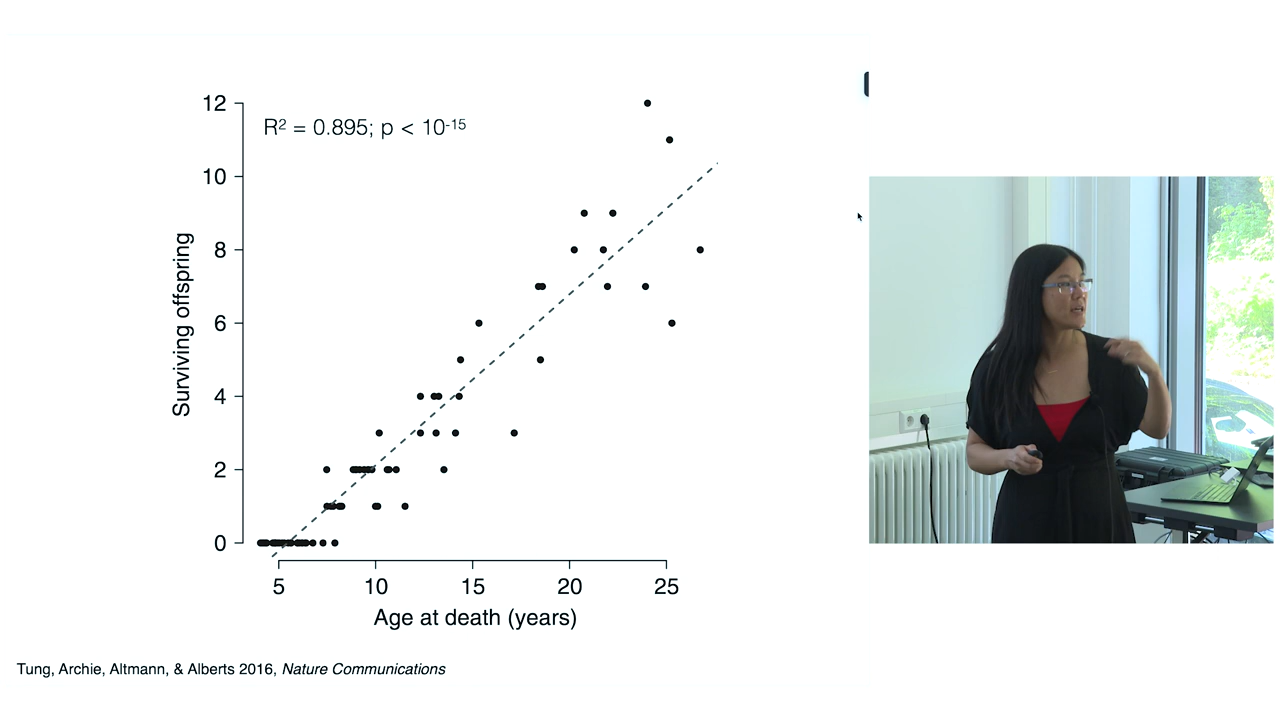 R² = 0.895; p < 10⁻¹⁵
12
10
8
6
4
2
0
Surviving offspring
5 10 15 20 25
Age at death (years)
Tung, Archie, Altmann, & Alberts 2016, Nature Communications